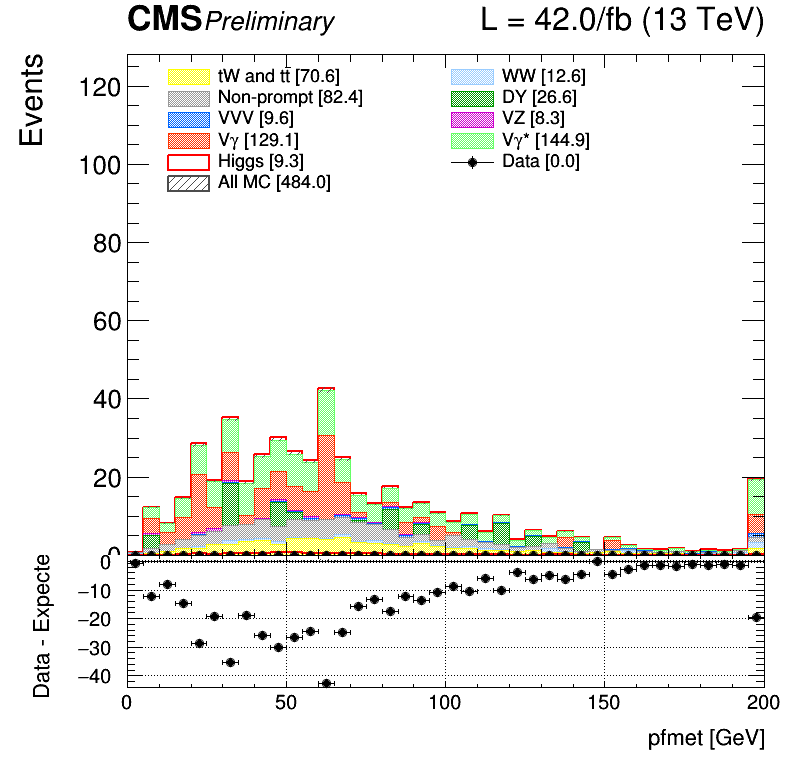 CMS Preliminary L = 42.0/fb (13 TeV)
Events
120
100
80
60
40
20
0
tW and tt̄ [70.6]
Non-prompt [82.4]
VVV [9.6]
Vγ [129.1]
Higgs [9.3]
All MC [484.0]
WW [12.6]
DY [26.6]
VZ [8.3]
Vγ* [144.9]
Data [0.0]
Data - Expecte
0
−10
−20
−30
−40
0 50 100 150 200
pfmet [GeV]